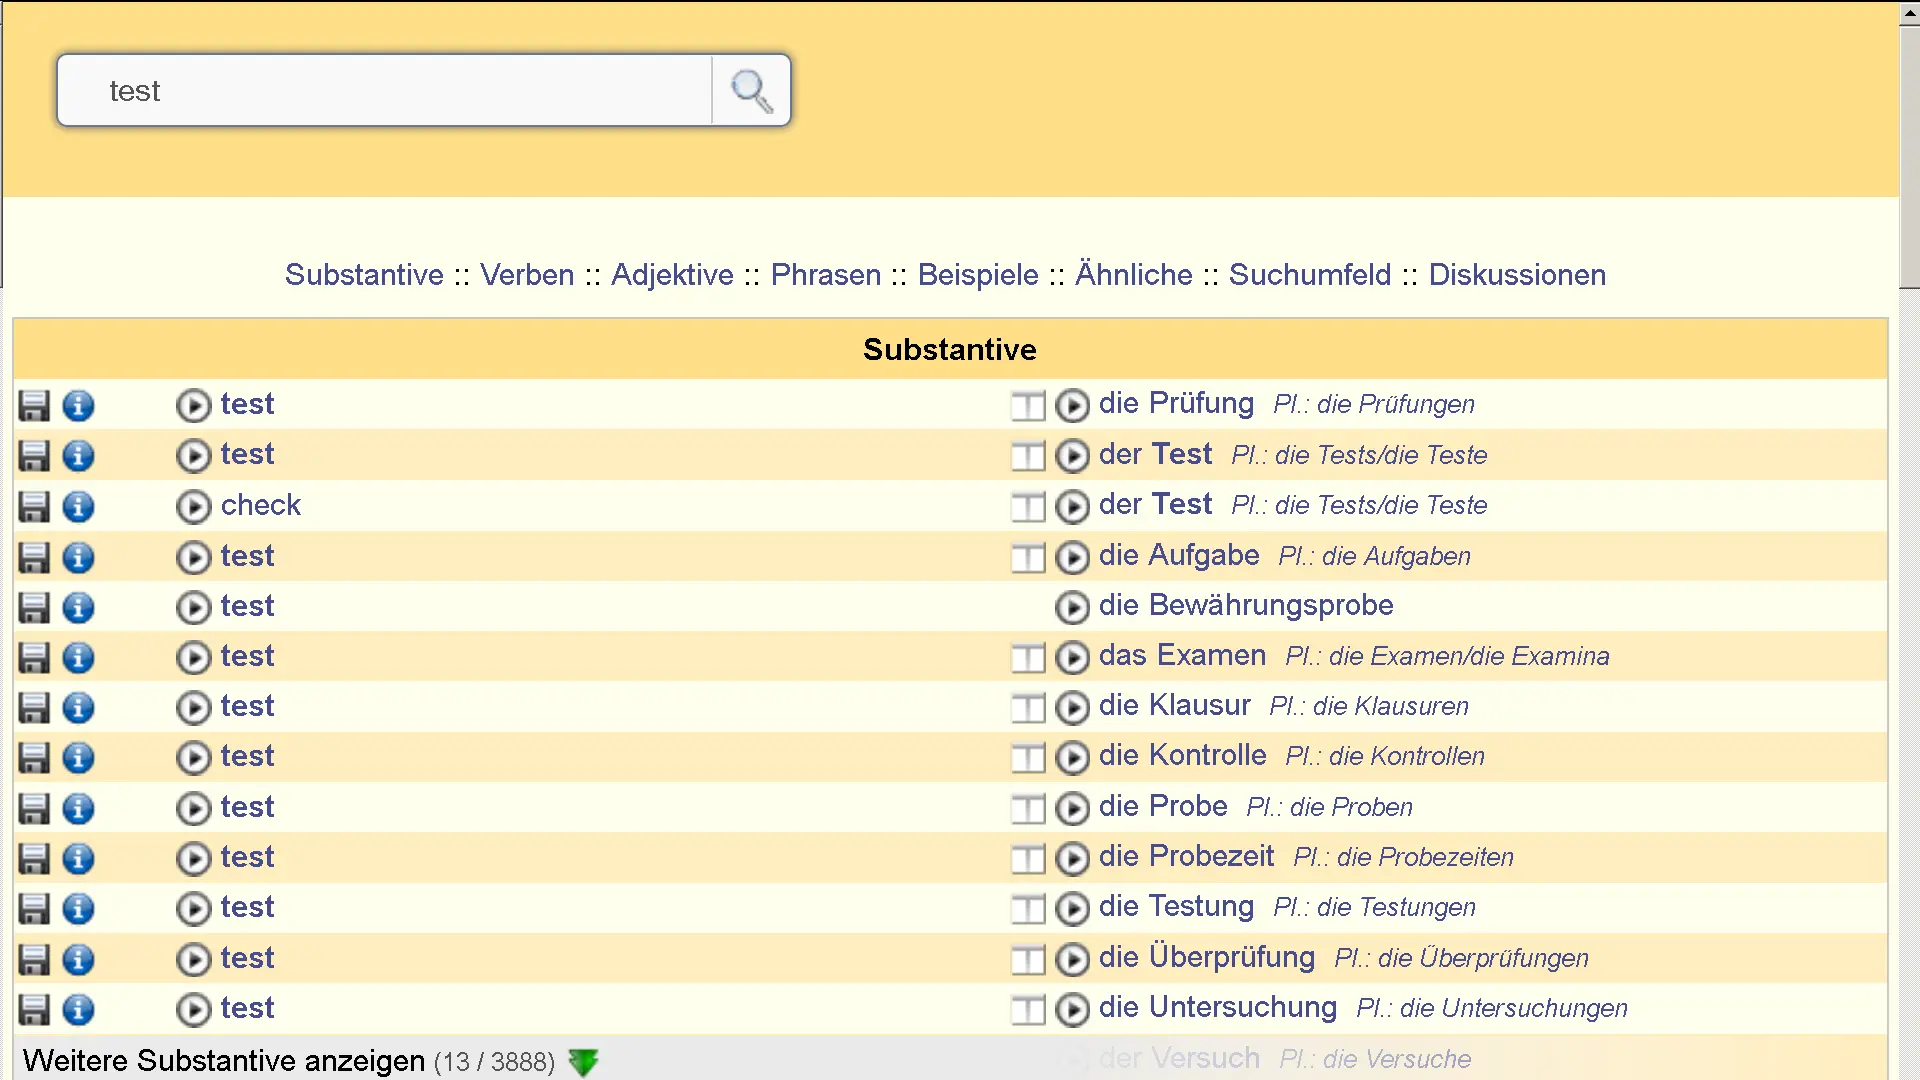 test
Substantive :: Verben :: Adjektive :: Phrasen :: Beispiele :: Ähnliche :: Suchumfeld :: Diskussionen
Substantive
test die Prüfung Pl.: die Prüfungen
test der Test Pl.: die Tests/die Teste
check der Test Pl.: die Tests/die Teste
test die Aufgabe Pl.: die Aufgaben
test die Bewährungsprobe
test das Examen Pl.: die Examen/die Examina
test die Klausur Pl.: die Klausuren
test die Kontrolle Pl.: die Kontrollen
test die Probe Pl.: die Proben
test die Probezeit Pl.: die Probezeiten
test die Testung Pl.: die Testungen
test die Überprüfung Pl.: die Überprüfungen
test die Untersuchung Pl.: die Untersuchungen
Weitere Substantive anzeigen (13 / 3888) der Versuch Pl.: die Versuche